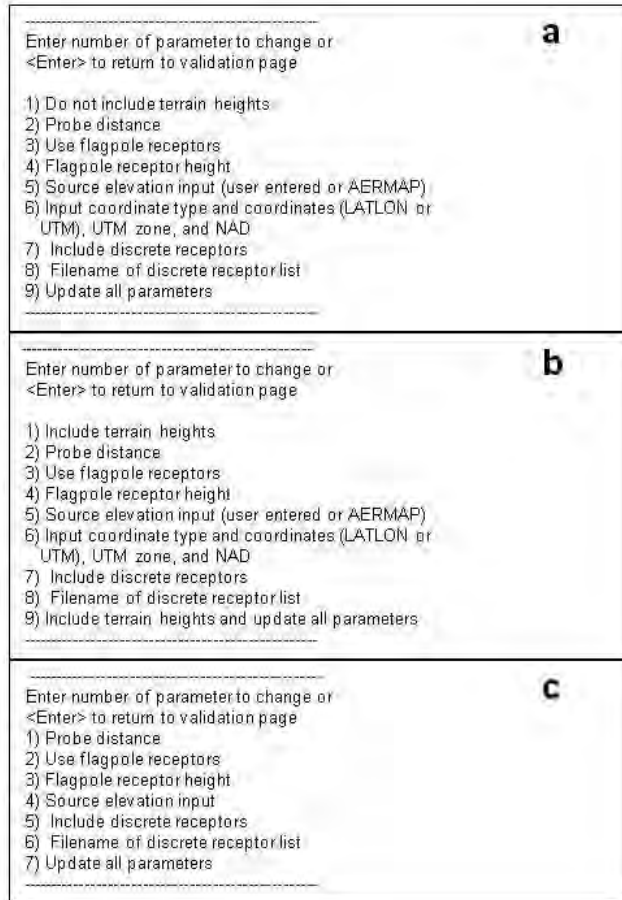 a
Enter number of parameter to change or
<Enter> to return to validation page
1) Do not include terrain heights
2) Probe distance
3) Use flagpole receptors
4) Flagpole receptor height
5) Source elevation input (user entered or AERMAP)
6) Input coordinate type and coordinates (LATLON or
UTM), UTM zone, and NAD
7) Include discrete receptors
8) Filename of discrete receptor list
9) Update all parameters
b
Enter number of parameter to change or
<Enter> to return to validation page
1) Include terrain heights
2) Probe distance
3) Use flagpole receptors
4) Flagpole receptor height
5) Source elevation input (user entered or AERMAP)
6) Input coordinate type and coordinates (LATLON or
UTM), UTM zone, and NAD
7) Include discrete receptors
8) Filename of discrete receptor list
9) Include terrain heights and update all parameters
c
Enter number of parameter to change or
<Enter> to return to validation page
1) Probe distance
2) Use flagpole receptors
3) Flagpole receptor height
4) Source elevation input
5) Include discrete receptors
6) Filename of discrete receptor list
7) Update all parameters